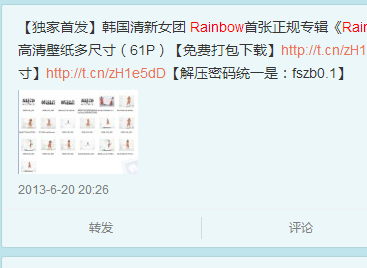 【独家首发】韩国清新女团 Rainbow首张正规专辑《Rain
高清壁纸多尺寸（61P）【免费打包下载】http://t.cn/zH1
寸】http://t.cn/zH1e5dD【解压密码统一是：fszb0.1】
2013-6-20 20:26
转发
评论